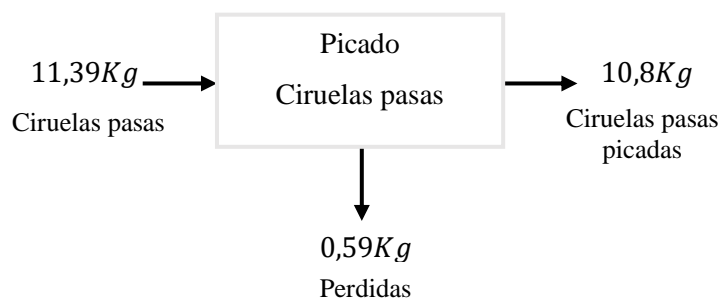 Picado
Ciruelas pasas
11,39Kg
Ciruelas pasas
10,8Kg
Ciruelas pasas
picadas
0,59Kg
Perdidas